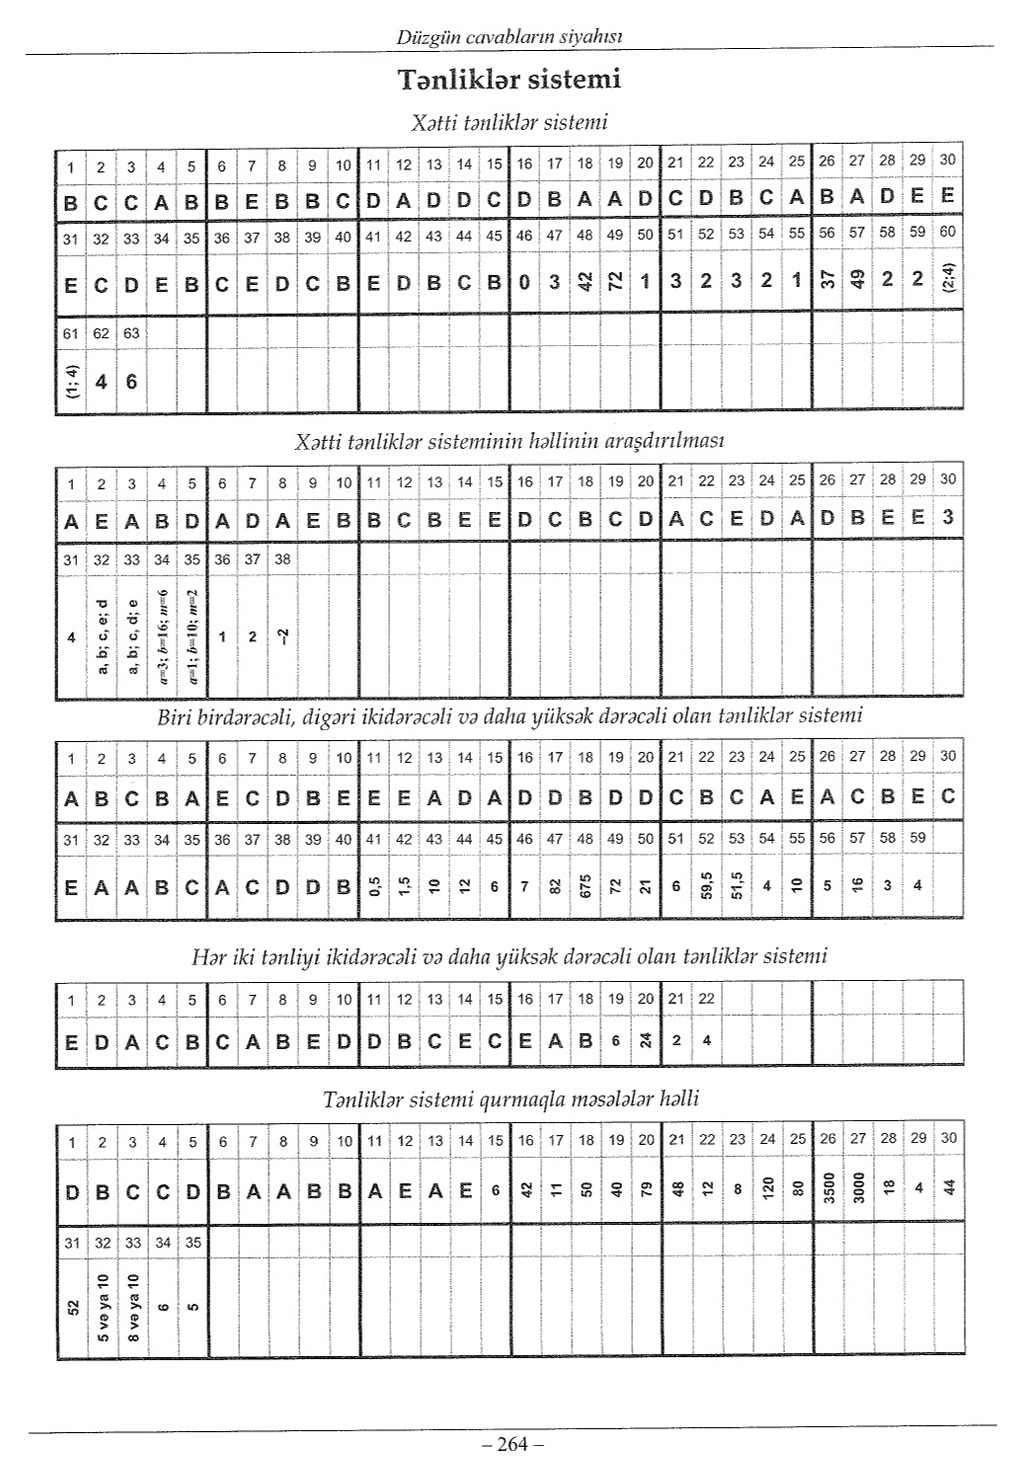 Düzgün cavabların siyahısı
Tənliklər sistemi
Xətti tənliklər sistemi
1 2 3 4 5 6 7 8 9 10 11 12 13 14 15 16 17 18 19 20 21 22 23 24 25 26 27 28 29 30
B C C A B B E B B C D A D D C D B A A D C D B C A B A D E E
31 32 33 34 35 36 37 38 39 40 41 42 43 44 45 46 47 48 49 50 51 52 53 54 55 56 57 58 59 60
E C D E B C E D C B E D B C B 0 3 42 72 1 3 2 3 2 1 37 49 2 2 (2;4)
61 62 63
(1; 4) 4 6
Xətti tənliklər sisteminin həllinin araşdırılması
1 2 3 4 5 6 7 8 9 10 11 12 13 14 15 16 17 18 19 20 21 22 23 24 25 26 27 28 29 30
A E A B D A D A E B B C B E E D C B C D A C E D A D B E E 3
31 32 33 34 35 36 37 38
4 a, b; c, e; d a, b; c, d; e a=3; b=16; m=6 a=1; b=10; m=2 1 2 –2
Biri birdərəcəli, digəri ikidərəcəli və daha yüksək dərəcəli olan tənliklər sistemi
1 2 3 4 5 6 7 8 9 10 11 12 13 14 15 16 17 18 19 20 21 22 23 24 25 26 27 28 29 30
A B C B A E C D B E E E A D A D D B D D C B C A E A C B E C
31 32 33 34 35 36 37 38 39 40 41 42 43 44 45 46 47 48 49 50 51 52 53 54 55 56 57 58 59
E A A B C A C D D B 0,5 1,5 10 12 6 7 82 675 72 21 6 59,5 51,5 4 10 5 16 3 4
Hər iki tənliyi ikidərəcəli və daha yüksək dərəcəli olan tənliklər sistemi
1 2 3 4 5 6 7 8 9 10 11 12 13 14 15 16 17 18 19 20 21 22
E D A C B C A B E D D B C E C E A B 6 24 2 4
Tənliklər sistemi qurmaqla məsələlər həlli
1 2 3 4 5 6 7 8 9 10 11 12 13 14 15 16 17 18 19 20 21 22 23 24 25 26 27 28 29 30
D B C C D B A A B B A E A E 6 42 11 50 40 79 48 12 8 120 80 3500 3000 18 4 44
31 32 33 34 35
52 5 və ya 10 8 və ya 10 6 5
– 264 –